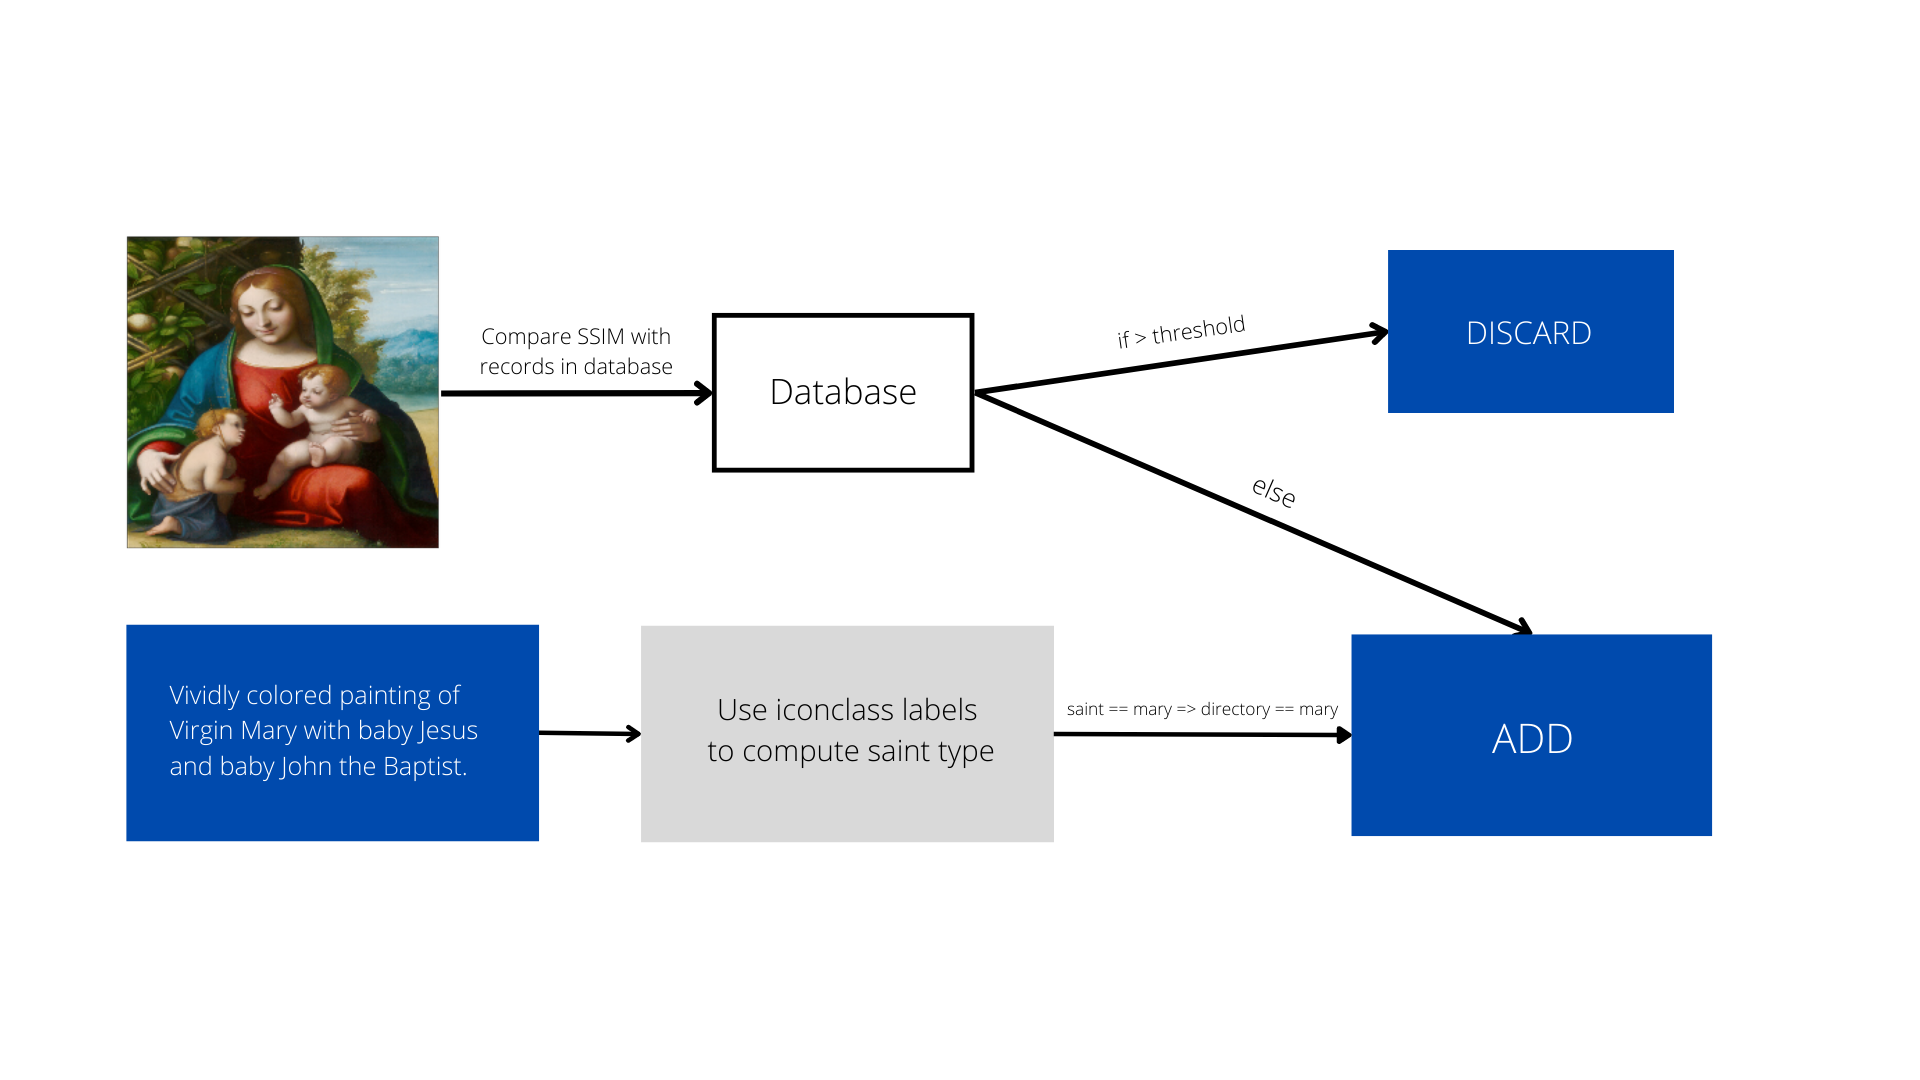 Compare SSIM with
records in database
Database
if > threshold
DISCARD
else
Vividly colored painting of
Virgin Mary with baby Jesus
and baby John the Baptist.
Use iconclass labels
to compute saint type
saint == mary => directory == mary
ADD